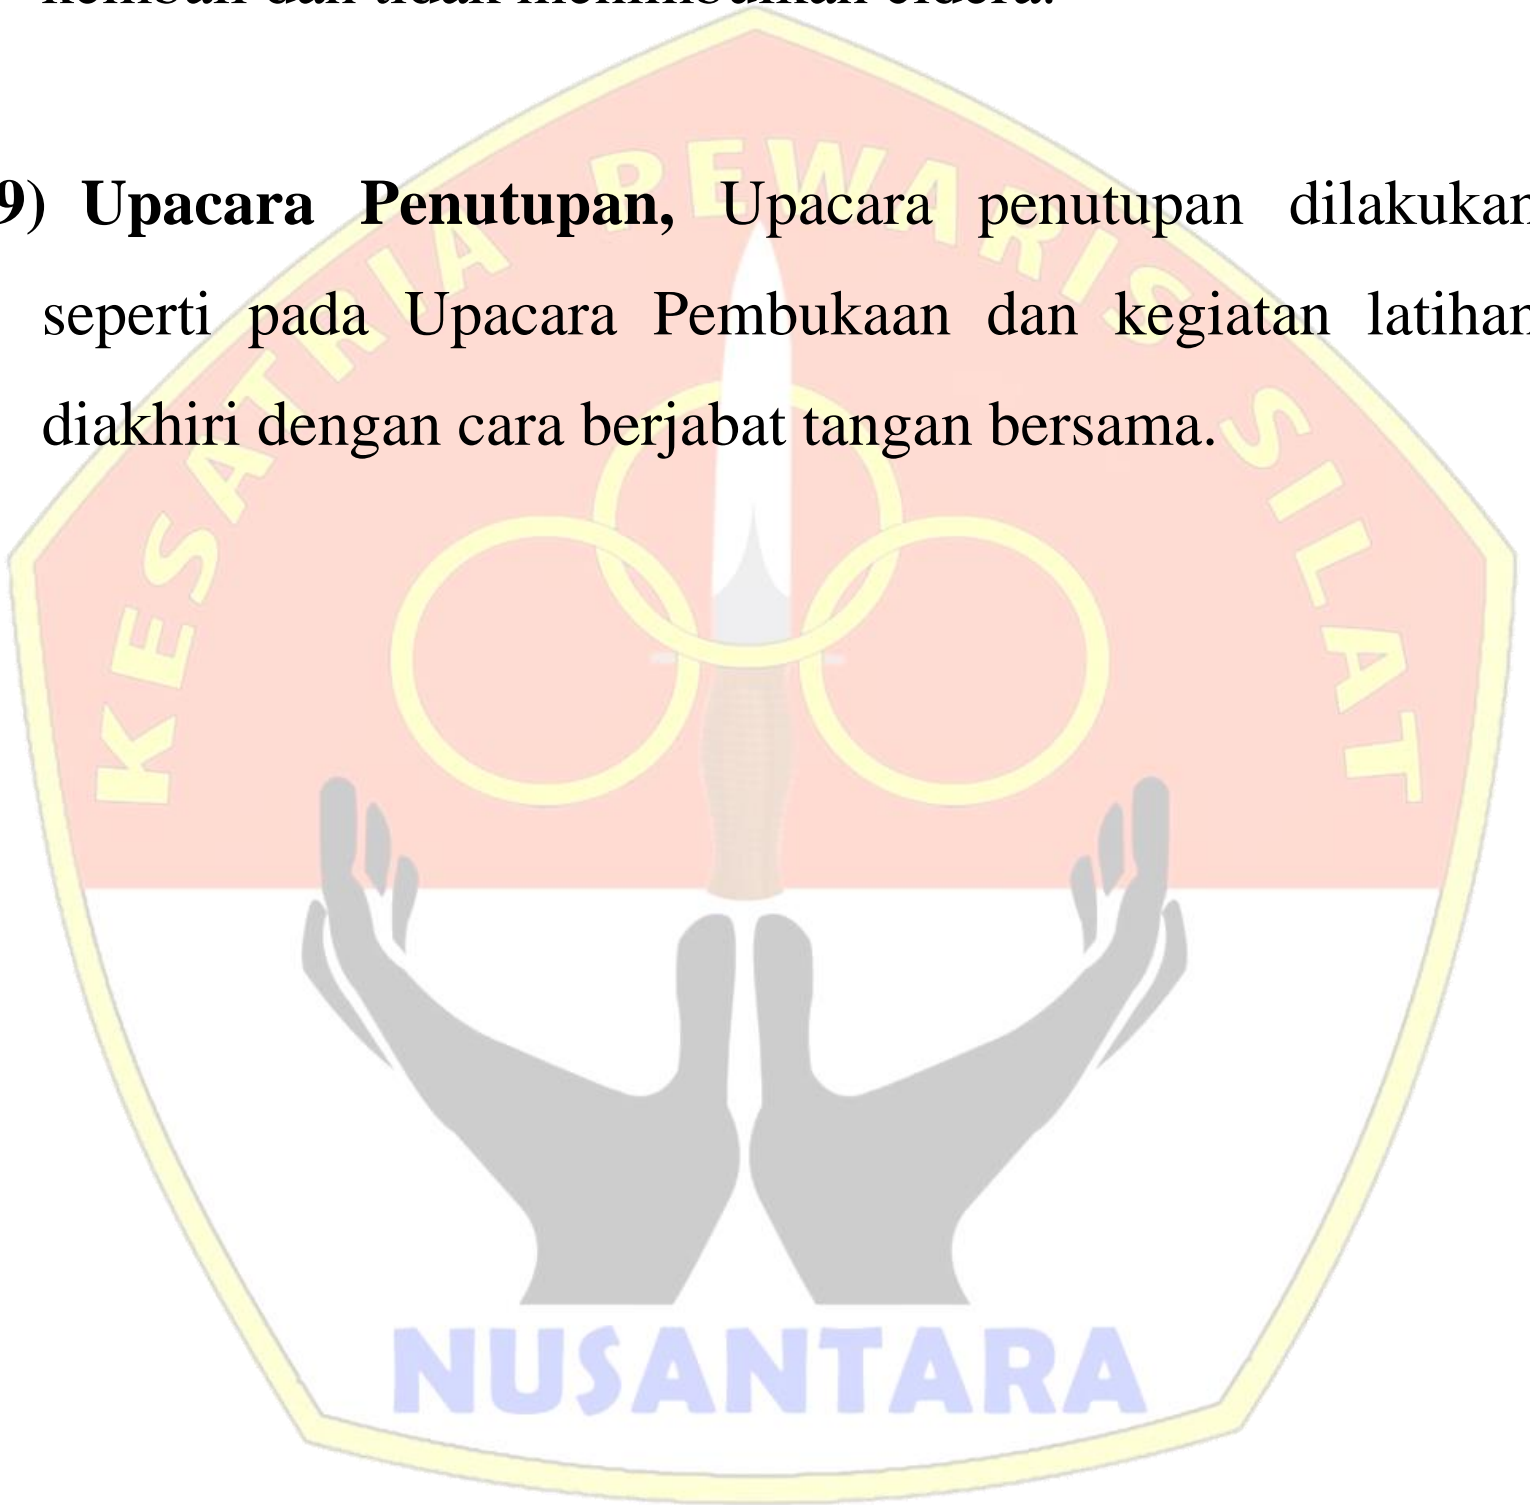 9) Upacara Penutupan, Upacara penutupan dilakukan
seperti pada Upacara Pembukaan dan kegiatan latihan
diakhiri dengan cara berjabat tangan bersama.
KESATRIA PEWARIS SILAT
NUSANTARA